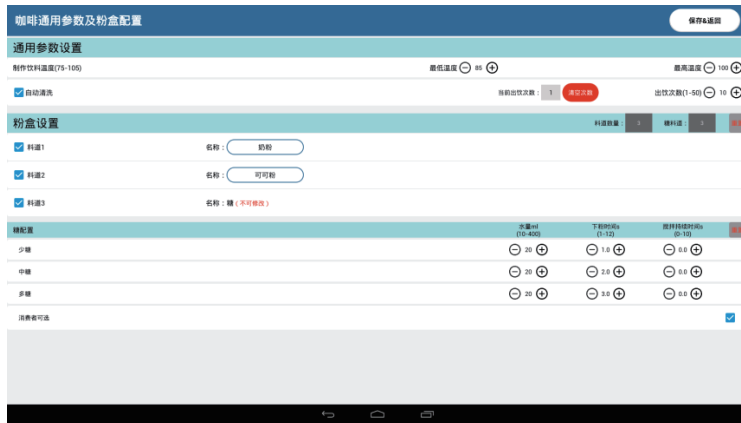 咖啡通用参数及粉盒配置 保存&返回
通用参数设置
制作饮料温度(75-105) 最低温度 85 最高温度 100
自动清洗 当前出饮次数： 1 清空次数 出饮次数(1-50) 10
粉盒设置 料道数量： 3 糖料道： 3
料道1 名称： 奶粉
料道2 名称： 可可粉
料道3 名称：糖（不可修改）
糖配置 水量ml 下粉时间s 搅拌持续时间s
(10-400) (1-12) (0-10)
少糖 20 1.0 0.0
中糖 20 2.0 0.0
多糖 20 3.0 0.0
消费者可选